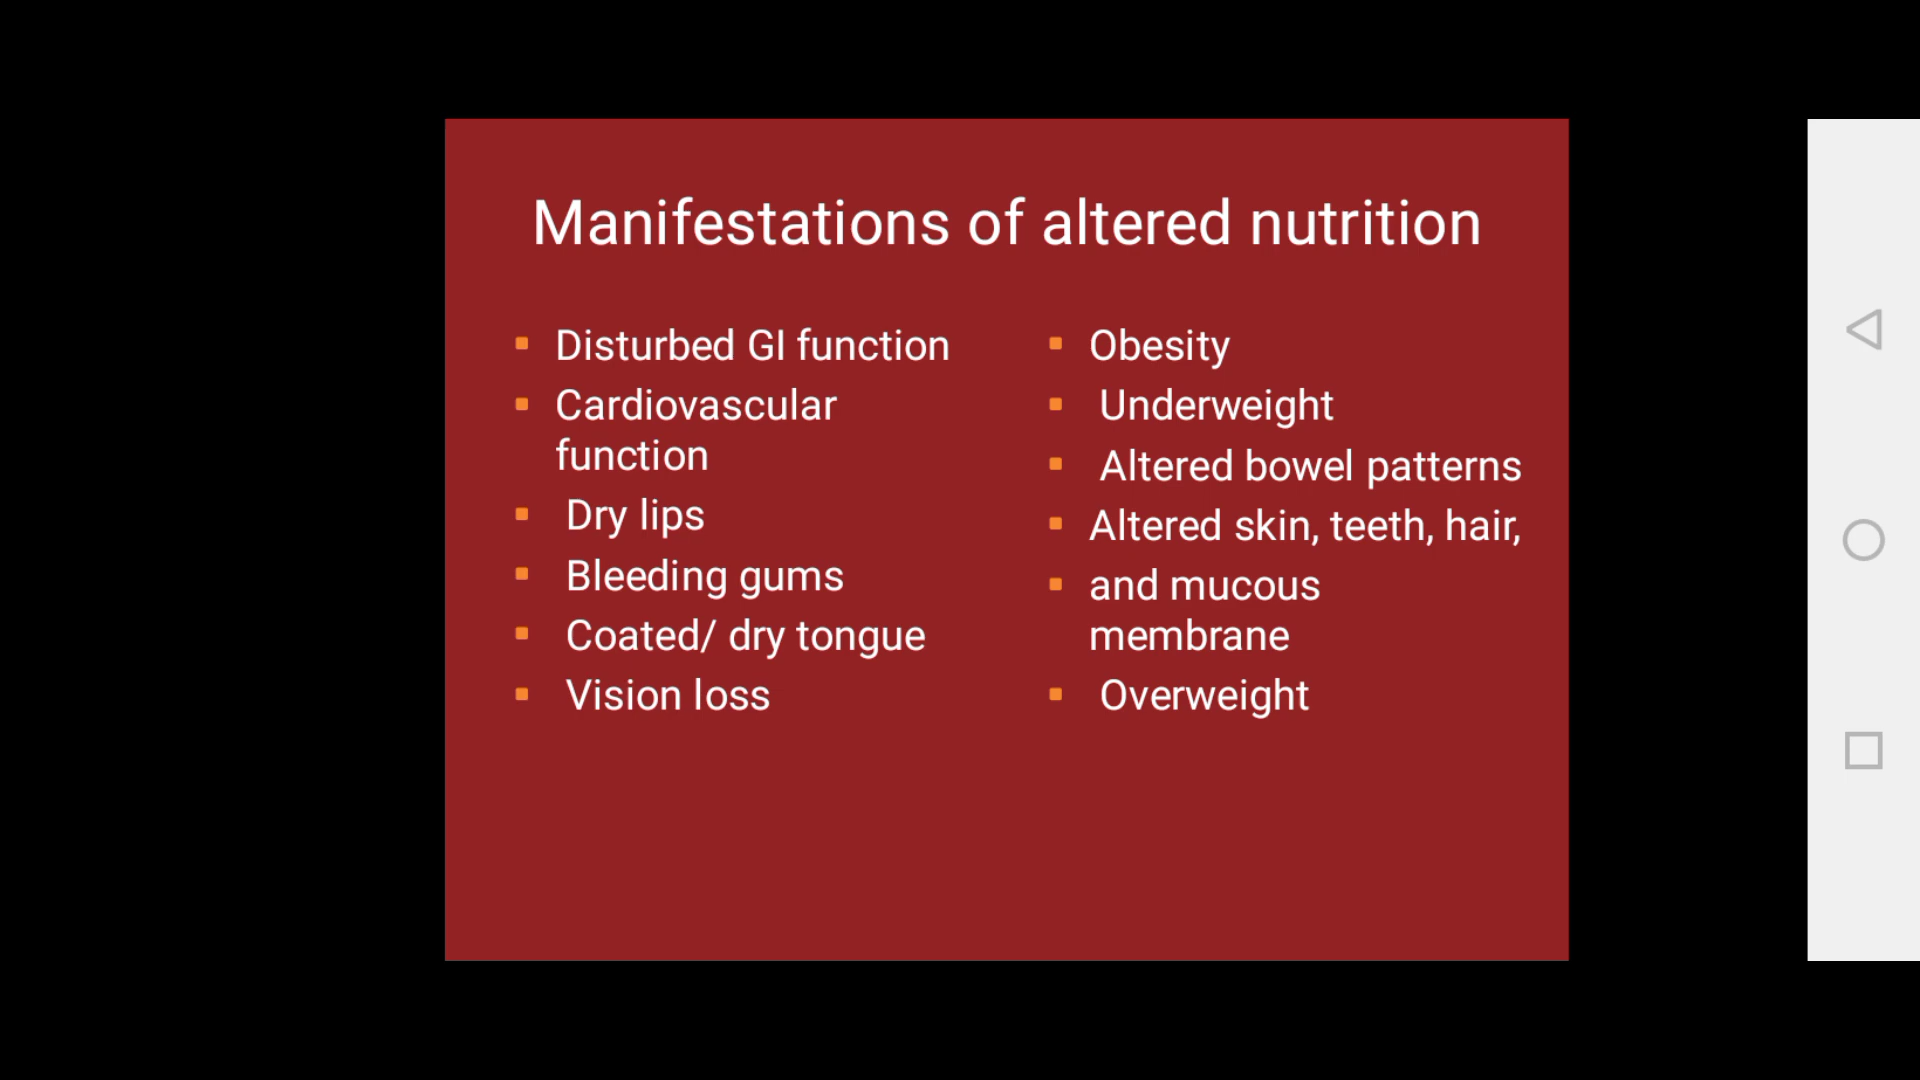 Manifestations of altered nutrition
▪ Disturbed GI function
▪ Cardiovascular
function
▪ Dry lips
▪ Bleeding gums
▪ Coated/ dry tongue
▪ Vision loss
▪ Obesity
▪ Underweight
▪ Altered bowel patterns
▪ Altered skin, teeth, hair,
▪ and mucous
membrane
▪ Overweight